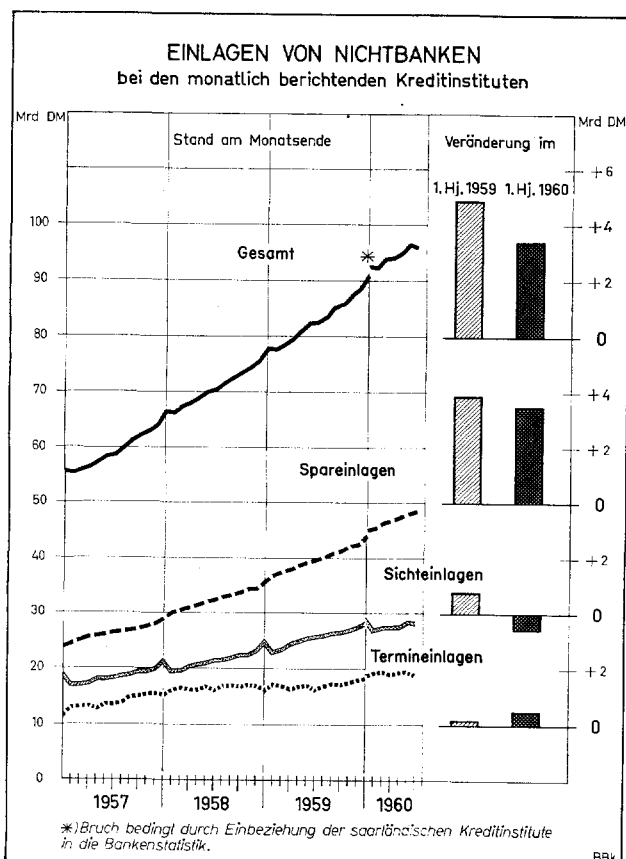 EINLAGEN VON NICHTBANKEN
bei den monatlich berichtenden Kreditinstituten
Mrd DM
Mrd DM
Stand am Monatsende
Veränderung im
1. Hj. 1959
1. Hj. 1960
Gesamt
*
Spareinlagen
Sichteinlagen
Termineinlagen
100
90
80
70
60
50
40
30
20
10
0
+6
+4
+2
0
+4
+2
0
+2
0
+2
0
1957
1958
1959
1960
*)Bruch bedingt durch Einbeziehung der saarländischen Kreditinstitute
in die Bankenstatistik.
BBk